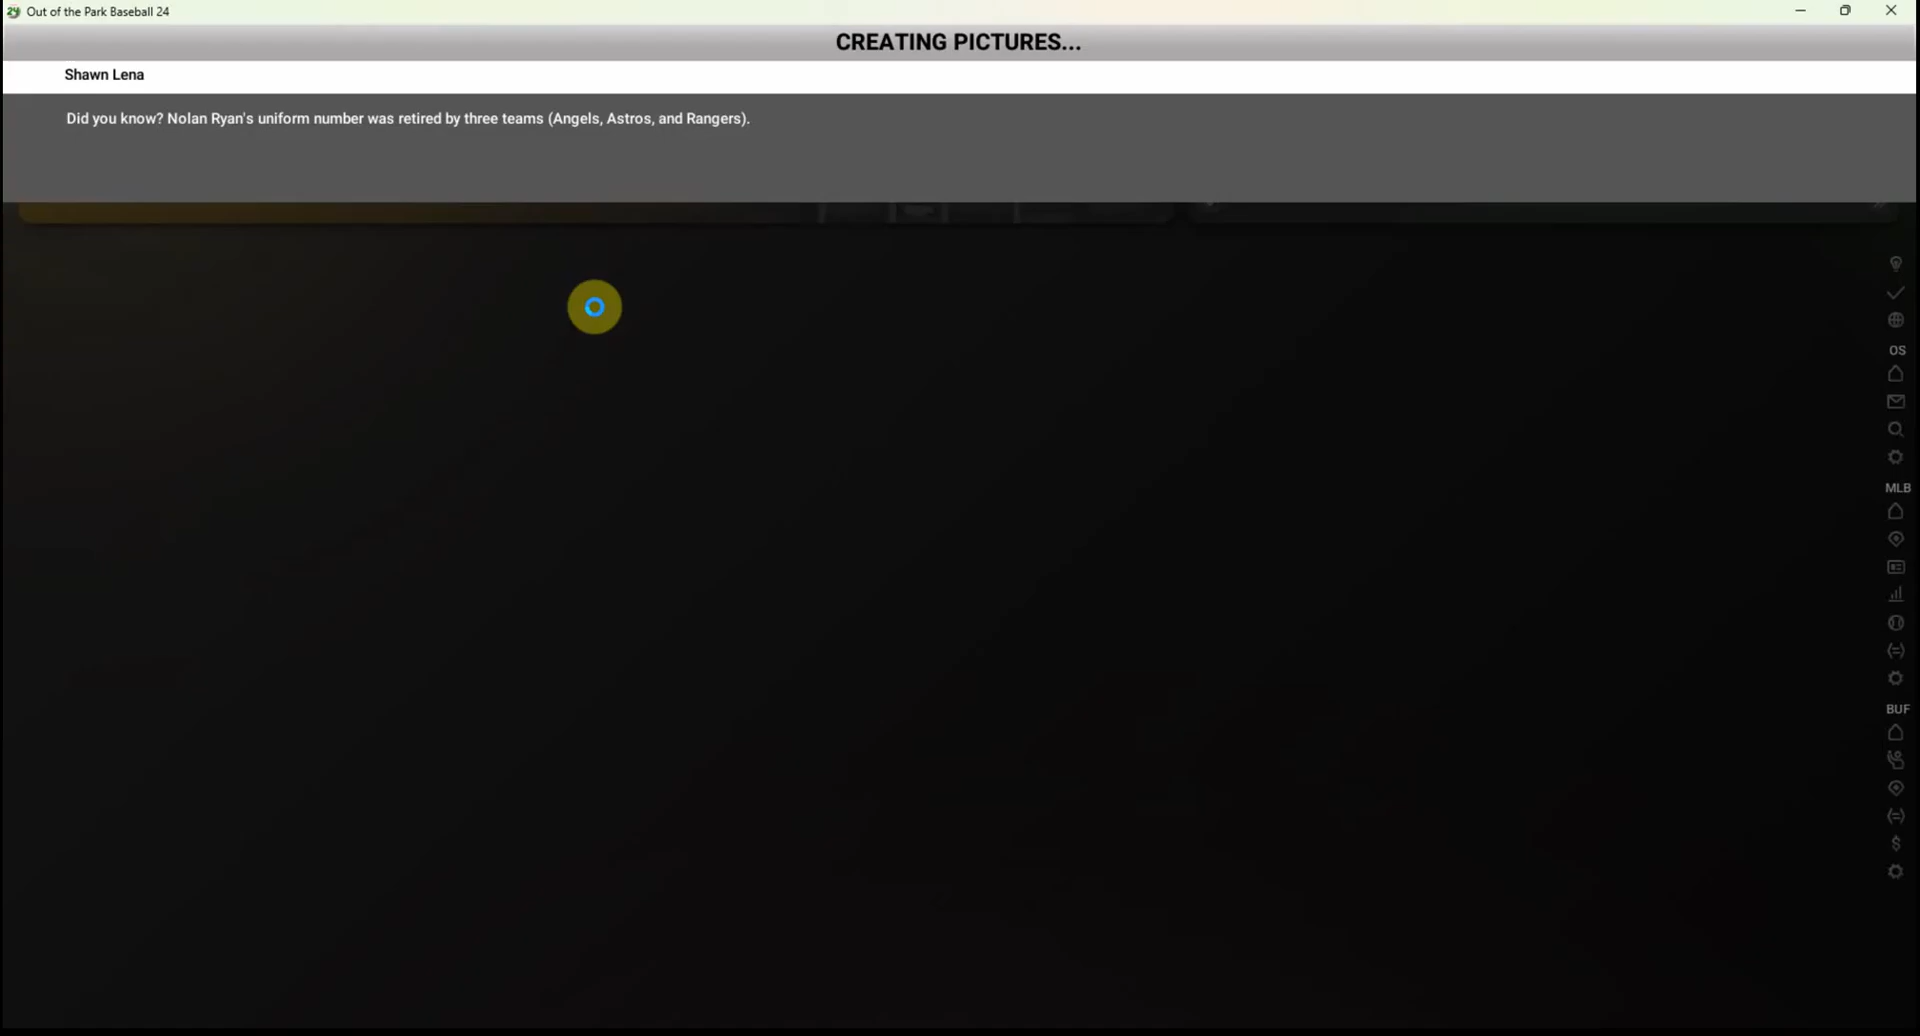 Out of the Park Baseball 24
CREATING PICTURES...
Shawn Lena
Did you know? Nolan Ryan's uniform number was retired by three teams (Angels, Astros, and Rangers).
OS
MLB
BUF
$